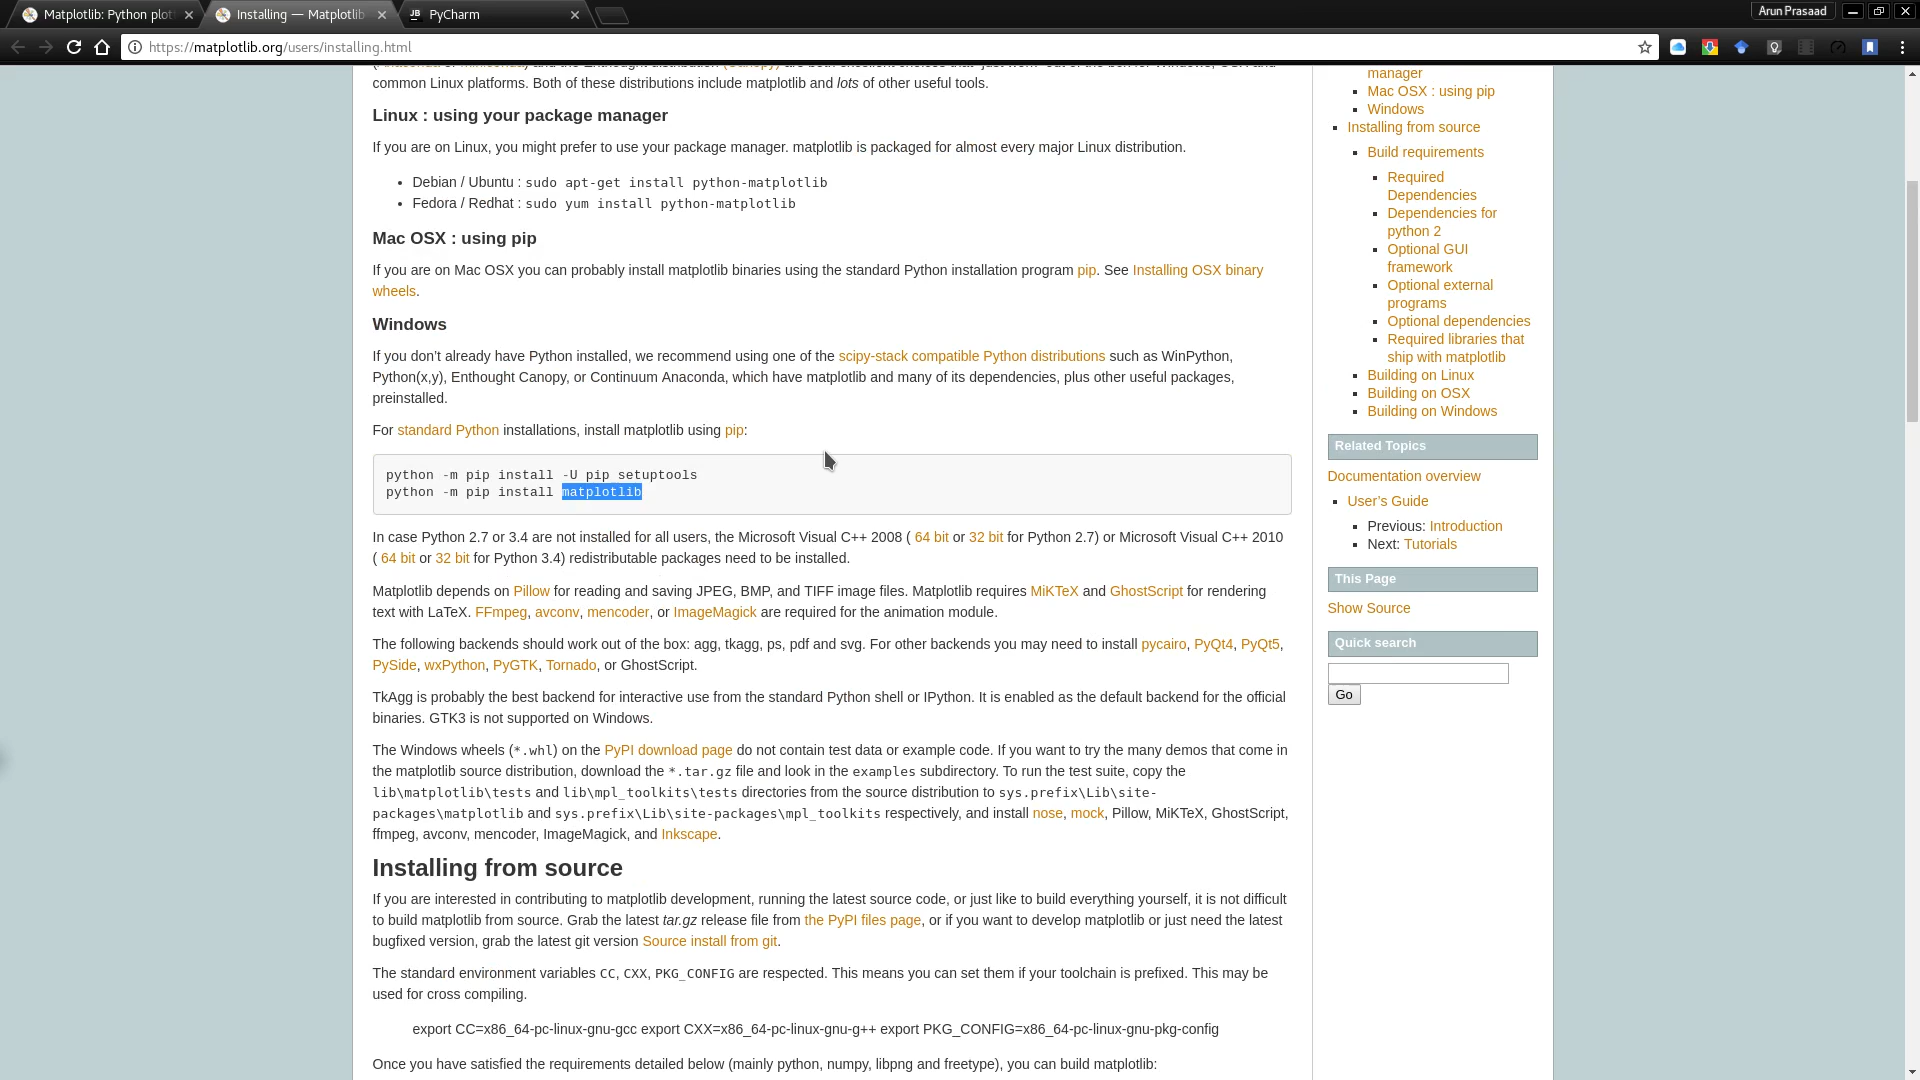 Matplotlib: Python plot
Installing — Matplotlib
PyCharm
Arun Prasaad
https://matplotlib.org/users/installing.html
common Linux platforms. Both of these distributions include matplotlib and lots of other useful tools.
Linux : using your package manager
If you are on Linux, you might prefer to use your package manager. matplotlib is packaged for almost every major Linux distribution.
• Debian / Ubuntu : sudo apt-get install python-matplotlib
• Fedora / Redhat : sudo yum install python-matplotlib
Mac OSX : using pip
If you are on Mac OSX you can probably install matplotlib binaries using the standard Python installation program pip. See Installing OSX binary
wheels.
Windows
If you don’t already have Python installed, we recommend using one of the scipy-stack compatible Python distributions such as WinPython,
Python(x,y), Enthought Canopy, or Continuum Anaconda, which have matplotlib and many of its dependencies, plus other useful packages,
preinstalled.
For standard Python installations, install matplotlib using pip:
python -m pip install -U pip setuptools
python -m pip install matplotlib
In case Python 2.7 or 3.4 are not installed for all users, the Microsoft Visual C++ 2008 ( 64 bit or 32 bit for Python 2.7) or Microsoft Visual C++ 2010
( 64 bit or 32 bit for Python 3.4) redistributable packages need to be installed.
Matplotlib depends on Pillow for reading and saving JPEG, BMP, and TIFF image files. Matplotlib requires MiKTeX and GhostScript for rendering
text with LaTeX. FFmpeg, avconv, mencoder, or ImageMagick are required for the animation module.
The following backends should work out of the box: agg, tkagg, ps, pdf and svg. For other backends you may need to install pycairo, PyQt4, PyQt5,
PySide, wxPython, PyGTK, Tornado, or GhostScript.
TkAgg is probably the best backend for interactive use from the standard Python shell or IPython. It is enabled as the default backend for the official
binaries. GTK3 is not supported on Windows.
The Windows wheels (*.whl) on the PyPI download page do not contain test data or example code. If you want to try the many demos that come in
the matplotlib source distribution, download the *.tar.gz file and look in the examples subdirectory. To run the test suite, copy the
lib\matplotlib\tests and lib\mpl_toolkits\tests directories from the source distribution to sys.prefix\Lib\site-
packages\matplotlib and sys.prefix\Lib\site-packages\mpl_toolkits respectively, and install nose, mock, Pillow, MiKTeX, GhostScript,
ffmpeg, avconv, mencoder, ImageMagick, and Inkscape.
Installing from source
If you are interested in contributing to matplotlib development, running the latest source code, or just like to build everything yourself, it is not difficult
to build matplotlib from source. Grab the latest tar.gz release file from the PyPI files page, or if you want to develop matplotlib or just need the latest
bugfixed version, grab the latest git version Source install from git.
The standard environment variables CC, CXX, PKG_CONFIG are respected. This means you can set them if your toolchain is prefixed. This may be
used for cross compiling.
export CC=x86_64-pc-linux-gnu-gcc export CXX=x86_64-pc-linux-gnu-g++ export PKG_CONFIG=x86_64-pc-linux-gnu-pkg-config
Once you have satisfied the requirements detailed below (mainly python, numpy, libpng and freetype), you can build matplotlib:
manager
Mac OSX : using pip
Windows
Installing from source
Build requirements
Required
Dependencies
Dependencies for
python 2
Optional GUI
framework
Optional external
programs
Optional dependencies
Required libraries that
ship with matplotlib
Building on Linux
Building on OSX
Building on Windows
Related Topics
Documentation overview
User’s Guide
Previous: Introduction
Next: Tutorials
This Page
Show Source
Quick search
Go